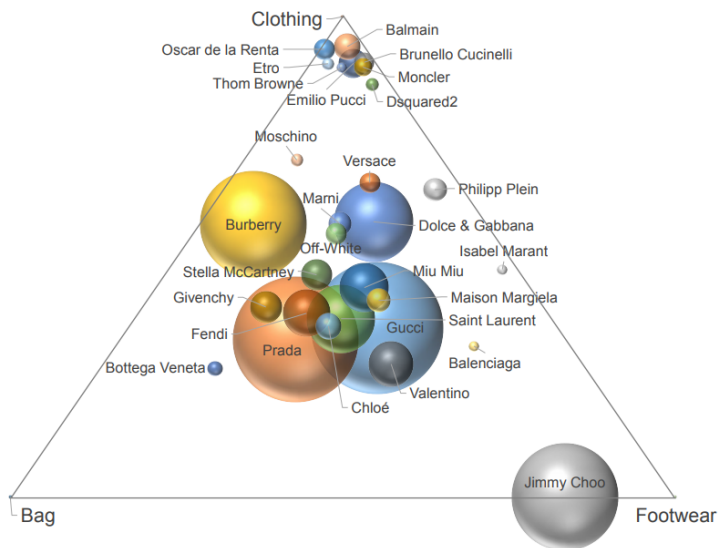 Clothing
Balmain
Oscar de la Renta
Brunello Cucinelli
Etro
Moncler
Thom Browne
Emilio Pucci
Dsquared2
Moschino
Versace
Philipp Plein
Marni
Burberry
Dolce & Gabbana
Off-White
Isabel Marant
Stella McCartney
Miu Miu
Givenchy
Maison Margiela
Saint Laurent
Fendi
Gucci
Prada
Balenciaga
Bottega Veneta
Valentino
Chloé
Jimmy Choo
Bag
Footwear